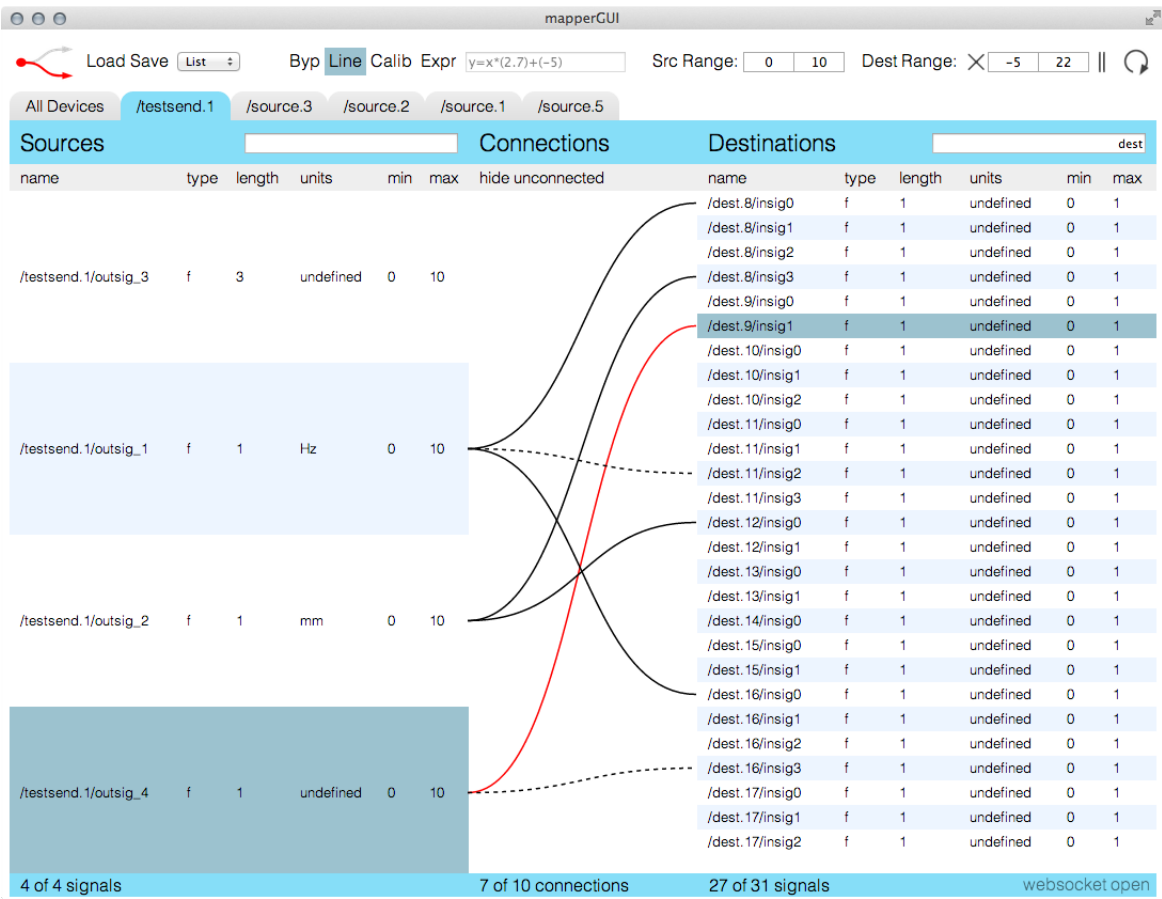 mapperGUI
Load Save List Byp Line Calib Expr y=x*(2.7)+(-5) Src Range: 0 10 Dest Range: -5 22
All Devices /testsend.1 /source.3 /source.2 /source.1 /source.5
Sources Connections Destinations dest
name type length units min max hide unconnected name type length units min max
/dest.8/insig0 f 1 undefined 0 1
/dest.8/insig1 f 1 undefined 0 1
/dest.8/insig2 f 1 undefined 0 1
/testsend.1/outsig_3 f 3 undefined 0 10 /dest.8/insig3 f 1 undefined 0 1
/dest.9/insig0 f 1 undefined 0 1
/dest.9/insig1 f 1 undefined 0 1
/dest.10/insig0 f 1 undefined 0 1
/dest.10/insig1 f 1 undefined 0 1
/dest.10/insig2 f 1 undefined 0 1
/dest.11/insig0 f 1 undefined 0 1
/testsend.1/outsig_1 f 1 Hz 0 10 /dest.11/insig1 f 1 undefined 0 1
/dest.11/insig2 f 1 undefined 0 1
/dest.11/insig3 f 1 undefined 0 1
/dest.12/insig0 f 1 undefined 0 1
/dest.12/insig1 f 1 undefined 0 1
/dest.13/insig0 f 1 undefined 0 1
/dest.13/insig1 f 1 undefined 0 1
/testsend.1/outsig_2 f 1 mm 0 10 /dest.14/insig0 f 1 undefined 0 1
/dest.15/insig0 f 1 undefined 0 1
/dest.15/insig1 f 1 undefined 0 1
/dest.16/insig0 f 1 undefined 0 1
/dest.16/insig1 f 1 undefined 0 1
/dest.16/insig2 f 1 undefined 0 1
/dest.16/insig3 f 1 undefined 0 1
/testsend.1/outsig_4 f 1 undefined 0 10 /dest.17/insig0 f 1 undefined 0 1
/dest.17/insig1 f 1 undefined 0 1
/dest.17/insig2 f 1 undefined 0 1
4 of 4 signals 7 of 10 connections 27 of 31 signals websocket open